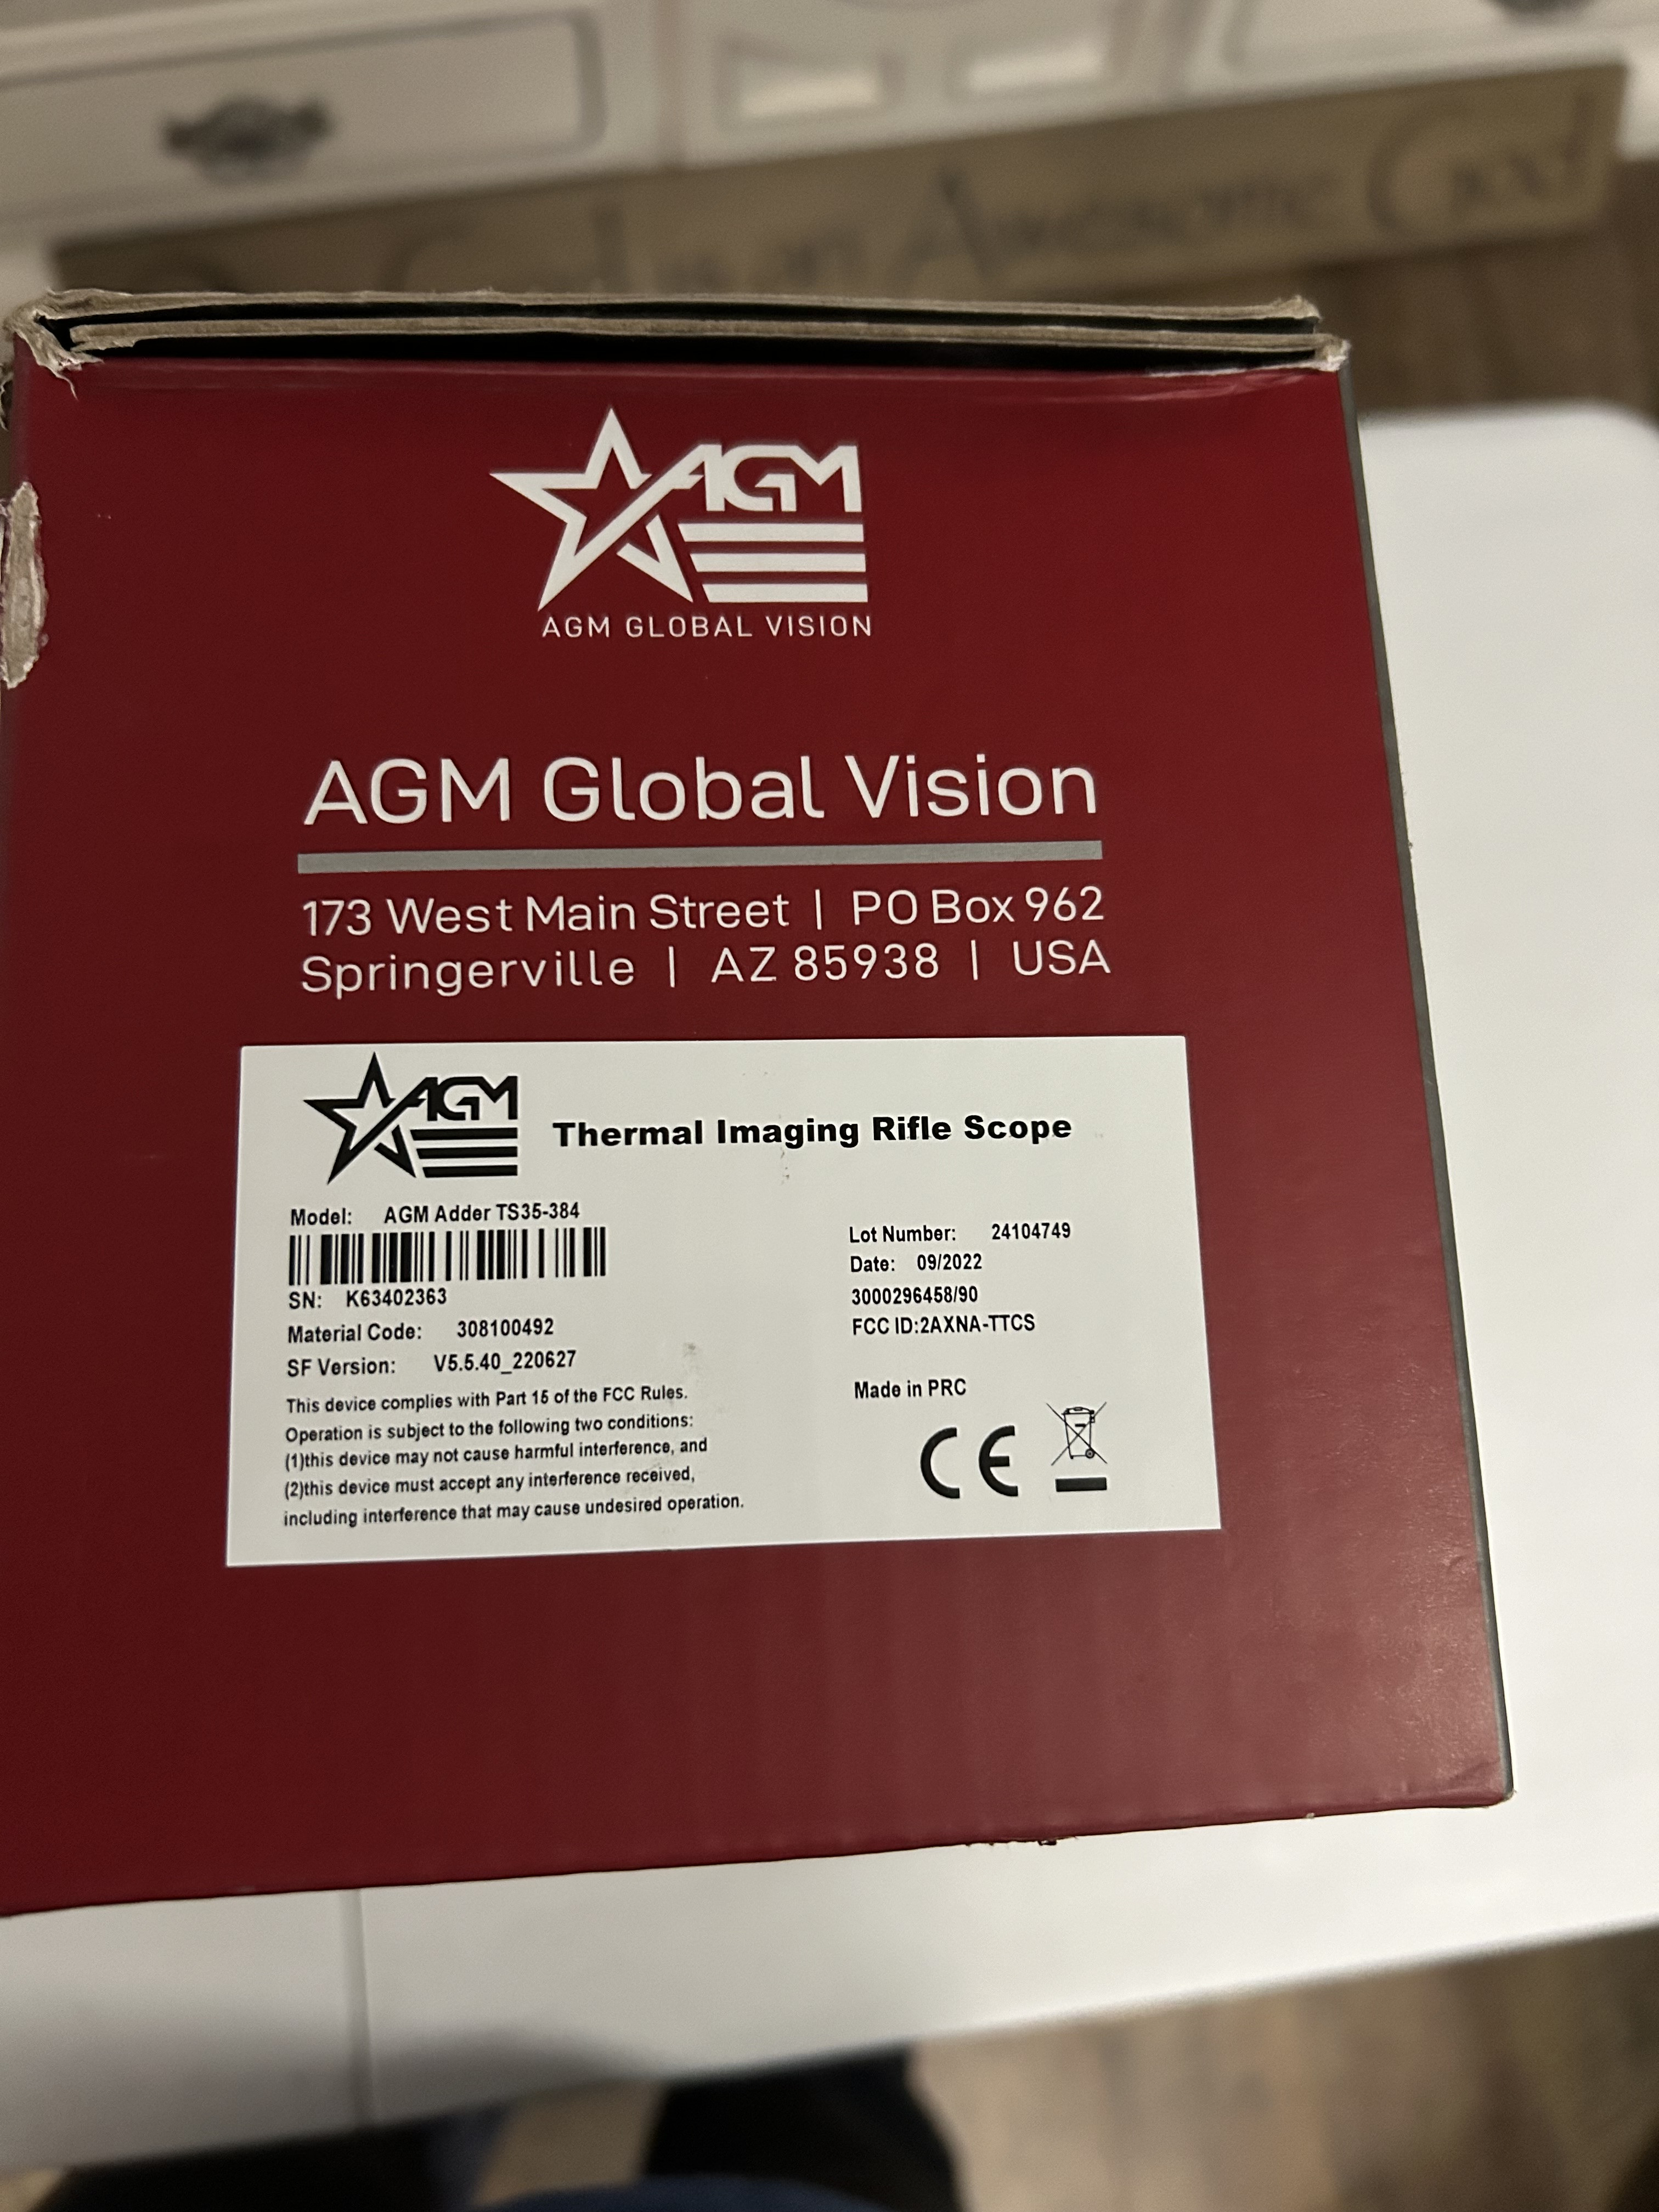 God is an Awesome God
AGM
AGM GLOBAL VISION
AGM Global Vision
173 West Main Street | PO Box 962
Springerville | AZ 85938 | USA
AGM
Thermal Imaging Rifle Scope
Model: AGM Adder TS35-384
SN: K63402363
Material Code: 308100492
SF Version: V5.5.40_220627
This device complies with Part 15 of the FCC Rules.
Operation is subject to the following two conditions:
(1)this device may not cause harmful interference, and
(2)this device must accept any interference received,
including interference that may cause undesired operation.
Lot Number: 24104749
Date: 09/2022
3000296458/90
FCC ID:2AXNA-TTCS
Made in PRC
CE